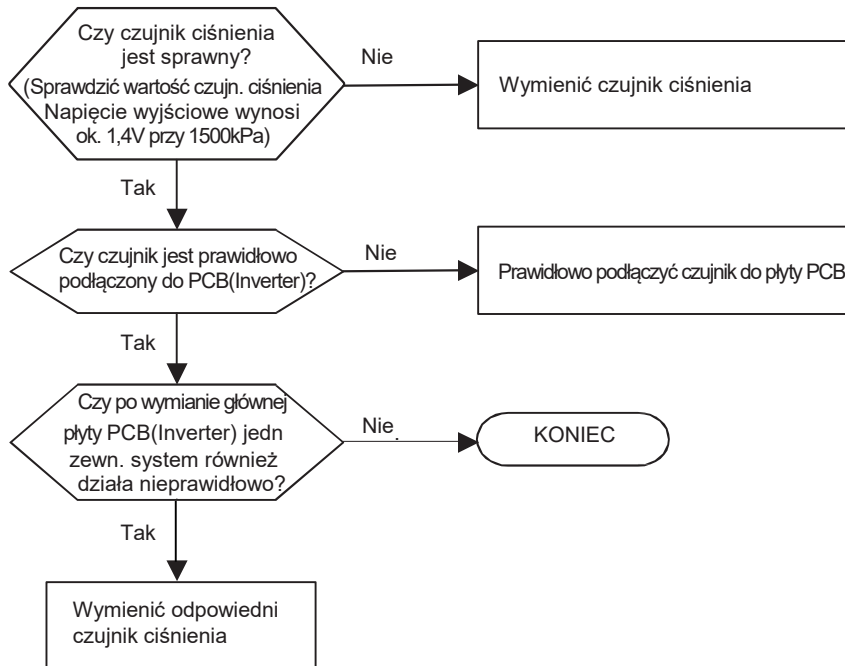 Czy czujnik ciśnienia
jest sprawny?
(Sprawdzić wartość czujn. ciśnienia
Napięcie wyjściowe wynosi
ok. 1,4V przy 1500kPa)
Nie
Wymienić czujnik ciśnienia
Tak
Czy czujnik jest prawidłowo
podłączony do PCB(Inverter)?
Nie
Prawidłowo podłączyć czujnik do płyty PCB
Tak
Czy po wymianie głównej
płyty PCB(Inverter) jedn
zewn. system również
działa nieprawidłowo?
Nie.
KONIEC
Tak
Wymienić odpowiedni
czujnik ciśnienia